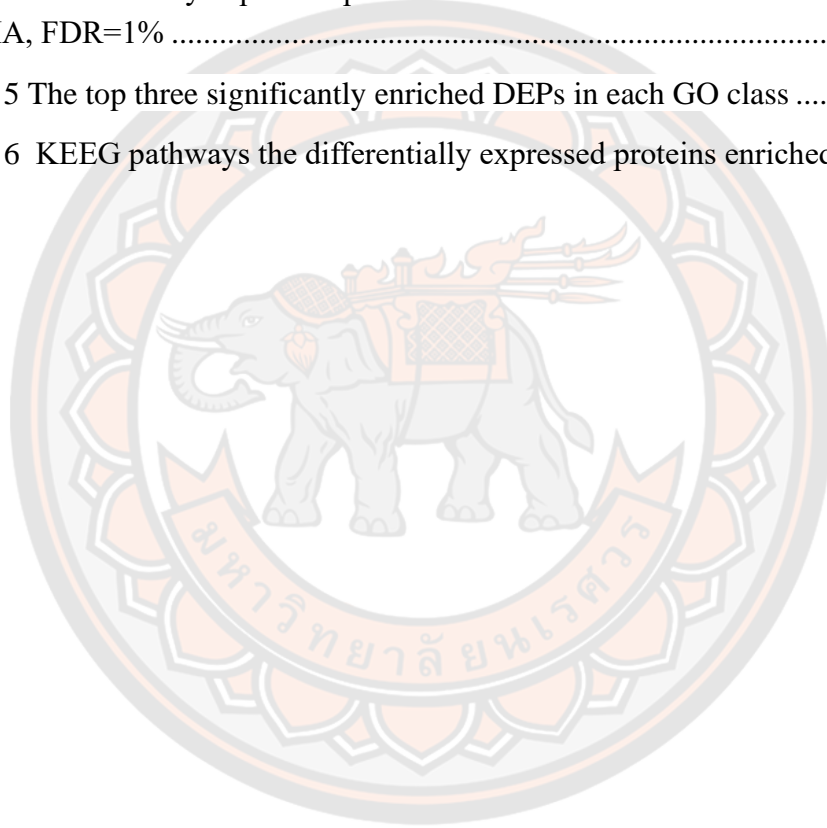 A, FDR=1% ....................................................................................
5 The top three significantly enriched DEPs in each GO class ....
6 KEEG pathways the differentially expressed proteins enriched
มหาวิทยาลัยนเรศวร